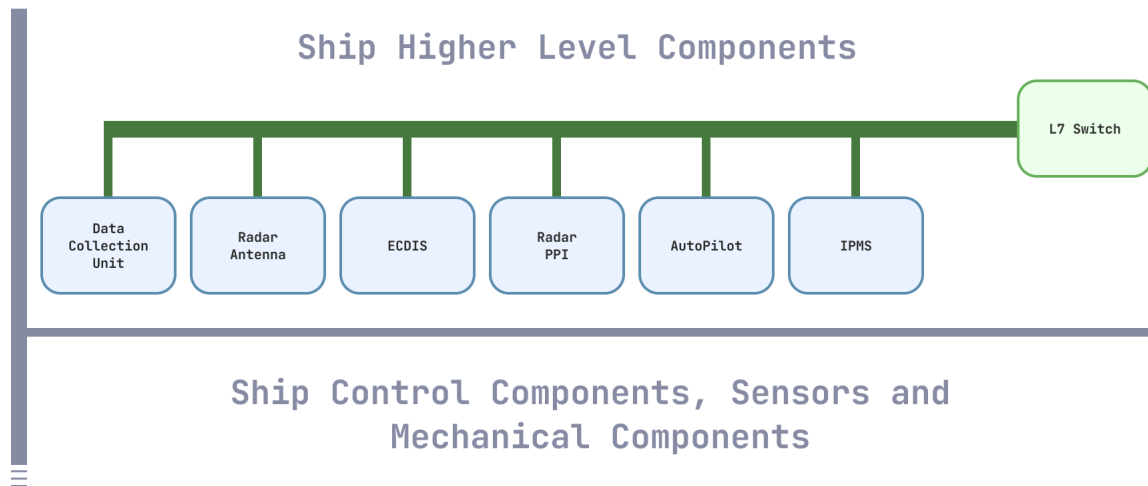 Ship Higher Level Components
L7 Switch
Data
Collection
Unit
Radar
Antenna
ECDIS
Radar
PPI
AutoPilot
IPMS
Ship Control Components, Sensors and
Mechanical Components